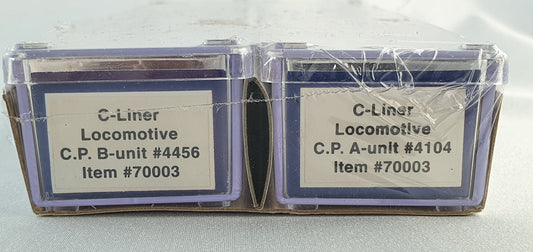 C-Liner
Locomotive
C.P. B-unit #4456
Item #70003
C-Liner
Locomotive
C.P. A-unit #4104
Item #70003